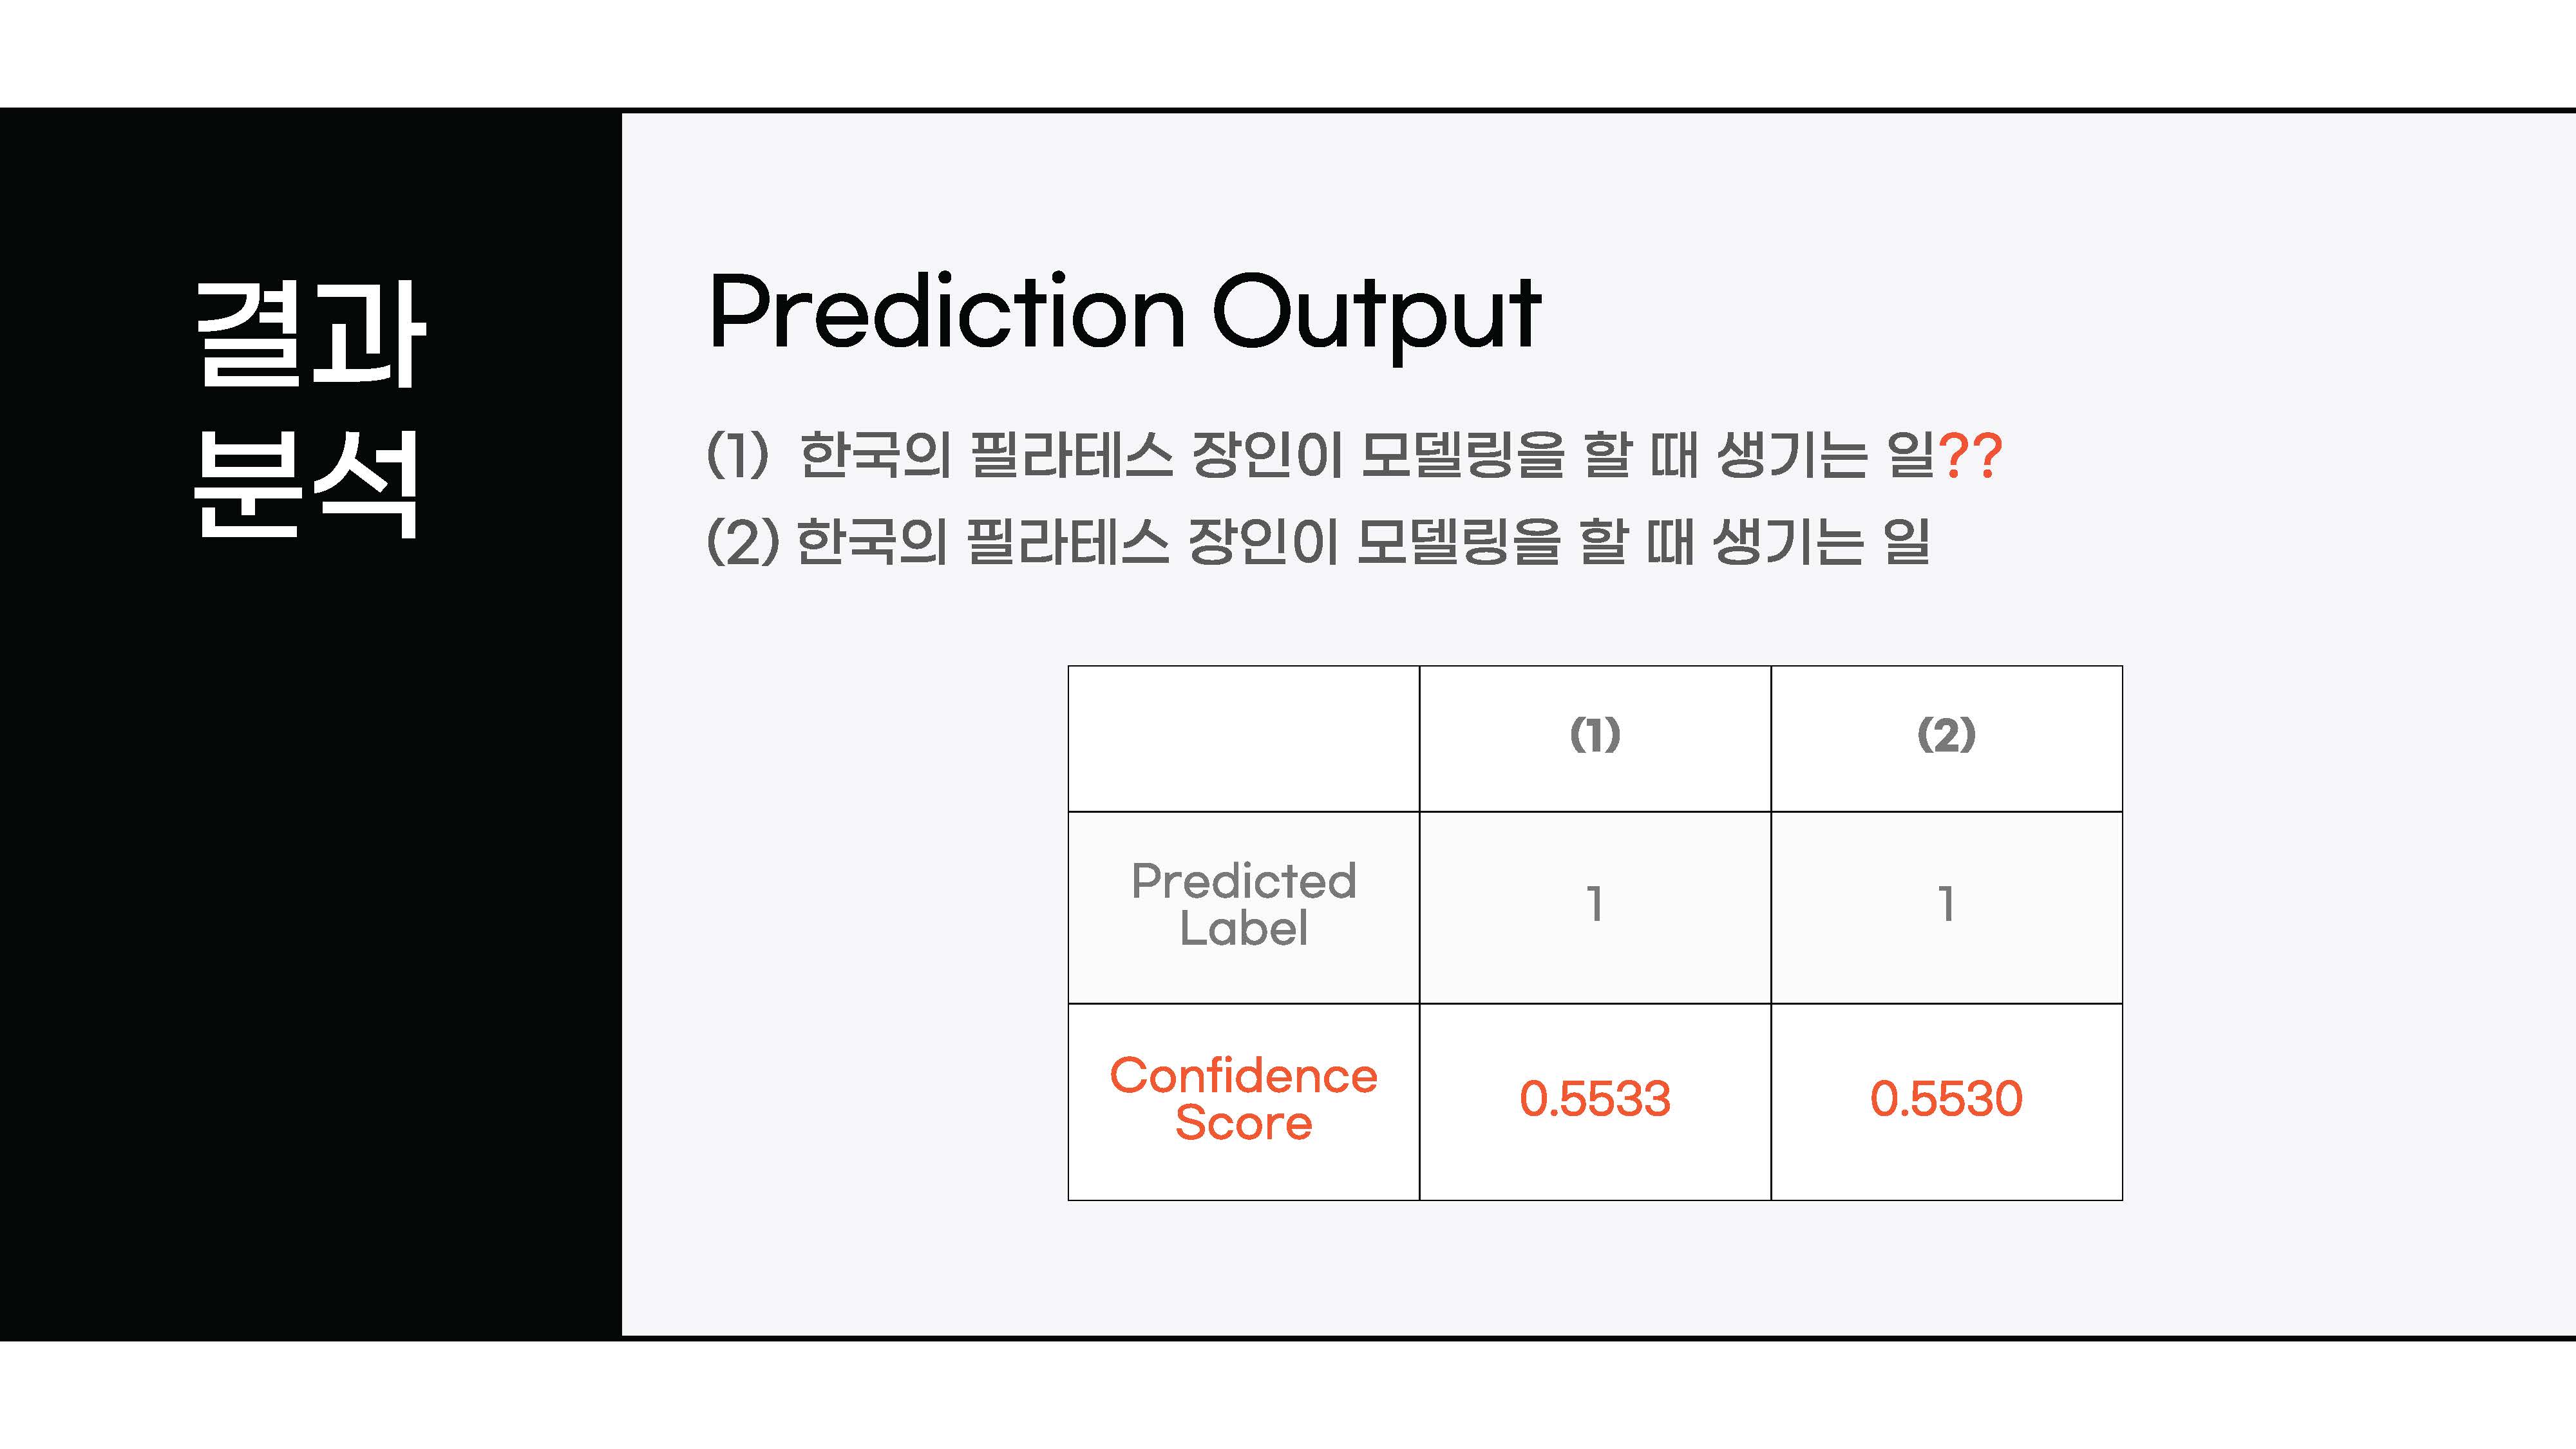 결과
분석
Prediction Output
(1) 한국의 필라테스 장인이 모델링을 할 때 생기는 일??
(2) 한국의 필라테스 장인이 모델링을 할 때 생기는 일
(1) (2)
Predicted Label 1 1
Confidence Score 0.5533 0.5530